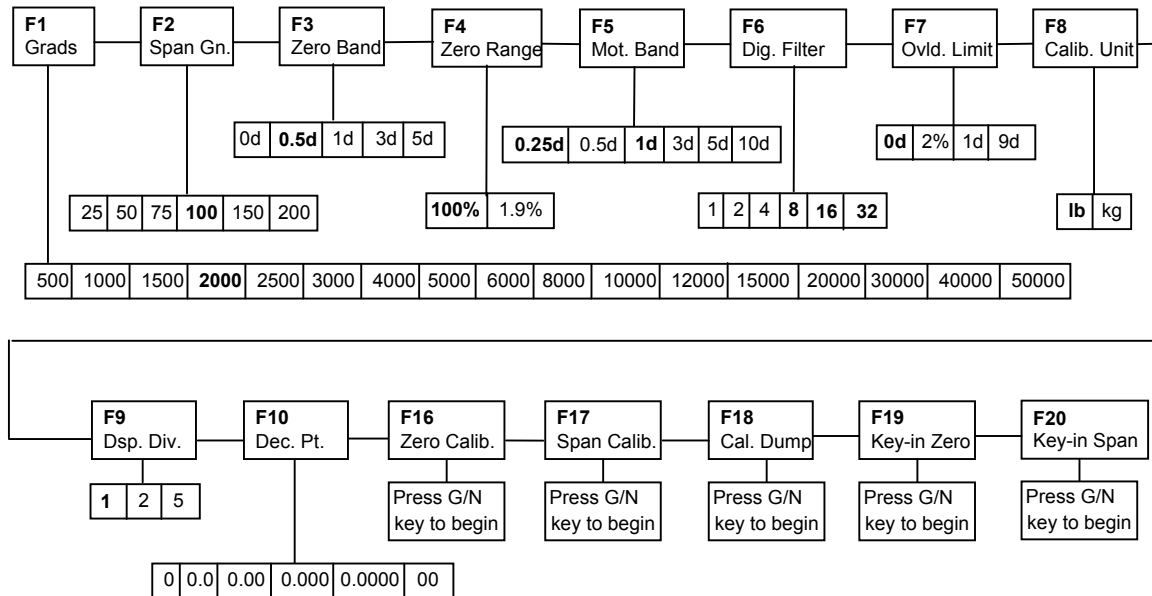 F1
Grads
F2
Span Gn.
F3
Zero Band
F4
Zero Range
F5
Mot. Band
F6
Dig. Filter
F7
Ovld. Limit
F8
Calib. Unit
0d 0.5d 1d 3d 5d
0.25d 0.5d 1d 3d 5d 10d
0d 2% 1d 9d
25 50 75 100 150 200
100% 1.9%
1 2 4 8 16 32
lb kg
500 1000 1500 2000 2500 3000 4000 5000 6000 8000 10000 12000 15000 20000 30000 40000 50000
F9
Dsp. Div.
F10
Dec. Pt.
F16
Zero Calib.
F17
Span Calib.
F18
Cal. Dump
F19
Key-in Zero
F20
Key-in Span
1 2 5
Press G/N
key to begin
Press G/N
key to begin
Press G/N
key to begin
Press G/N
key to begin
Press G/N
key to begin
0 0.0 0.00 0.000 0.0000 00